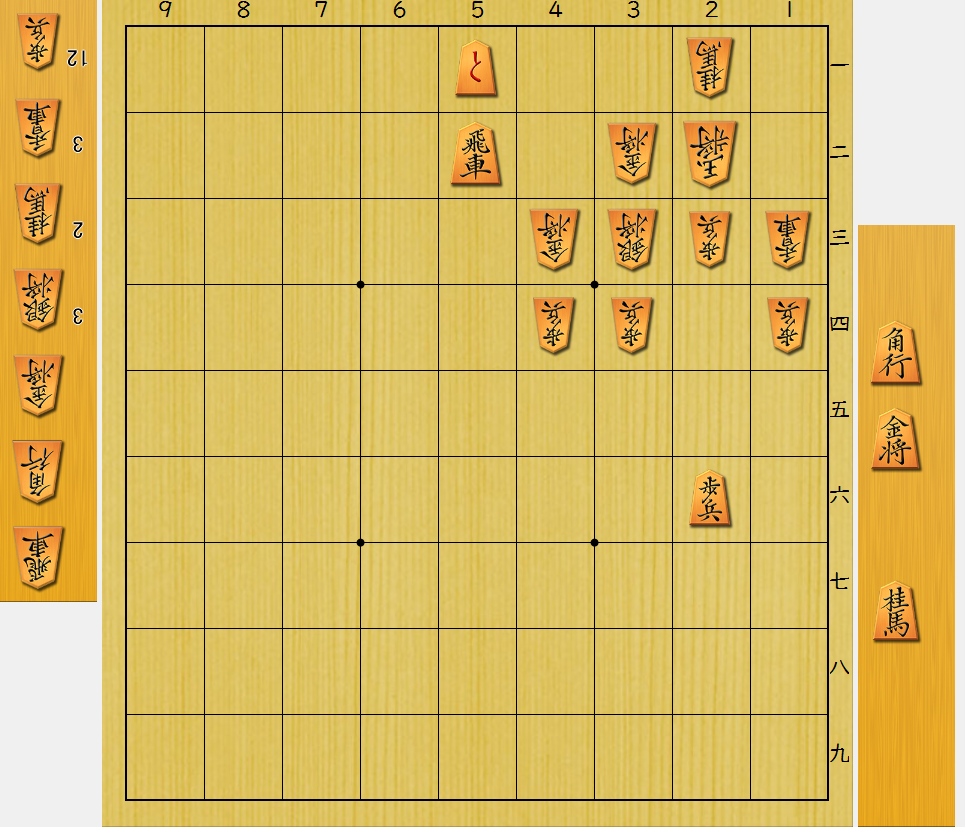 9 8 7 6 5 4 3 2 1
歩兵 12
香車 3
桂馬 2
銀将 3
金将
角行
飛車
と 桂馬 一
飛車 金将 玉将 二
金将 銀将 歩兵 香車 三
歩兵 歩兵 歩兵 四
五
歩兵 六
七
八
九
角行
金将
桂馬